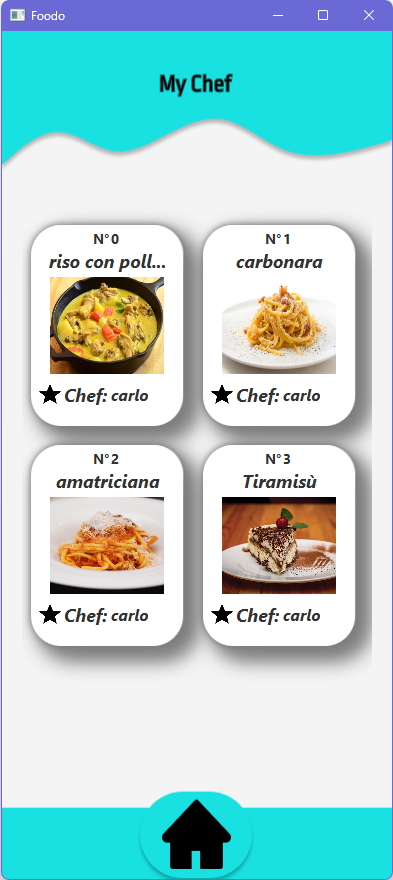 Foodo
My Chef
N°0
riso con poll...
Chef: carlo
N°1
carbonara
Chef: carlo
N°2
amatriciana
Chef: carlo
N°3
Tiramisù
Chef: carlo